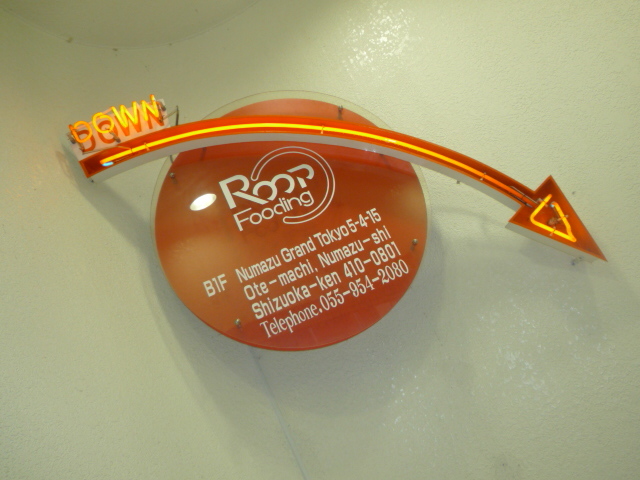 DOWN
Roop
Fooding
B1F Numazu Grand Tokyo 5-4-15
Ote-machi, Numazu-shi
Shizuoka-ken 410-0801
Telephone.055-954-2080